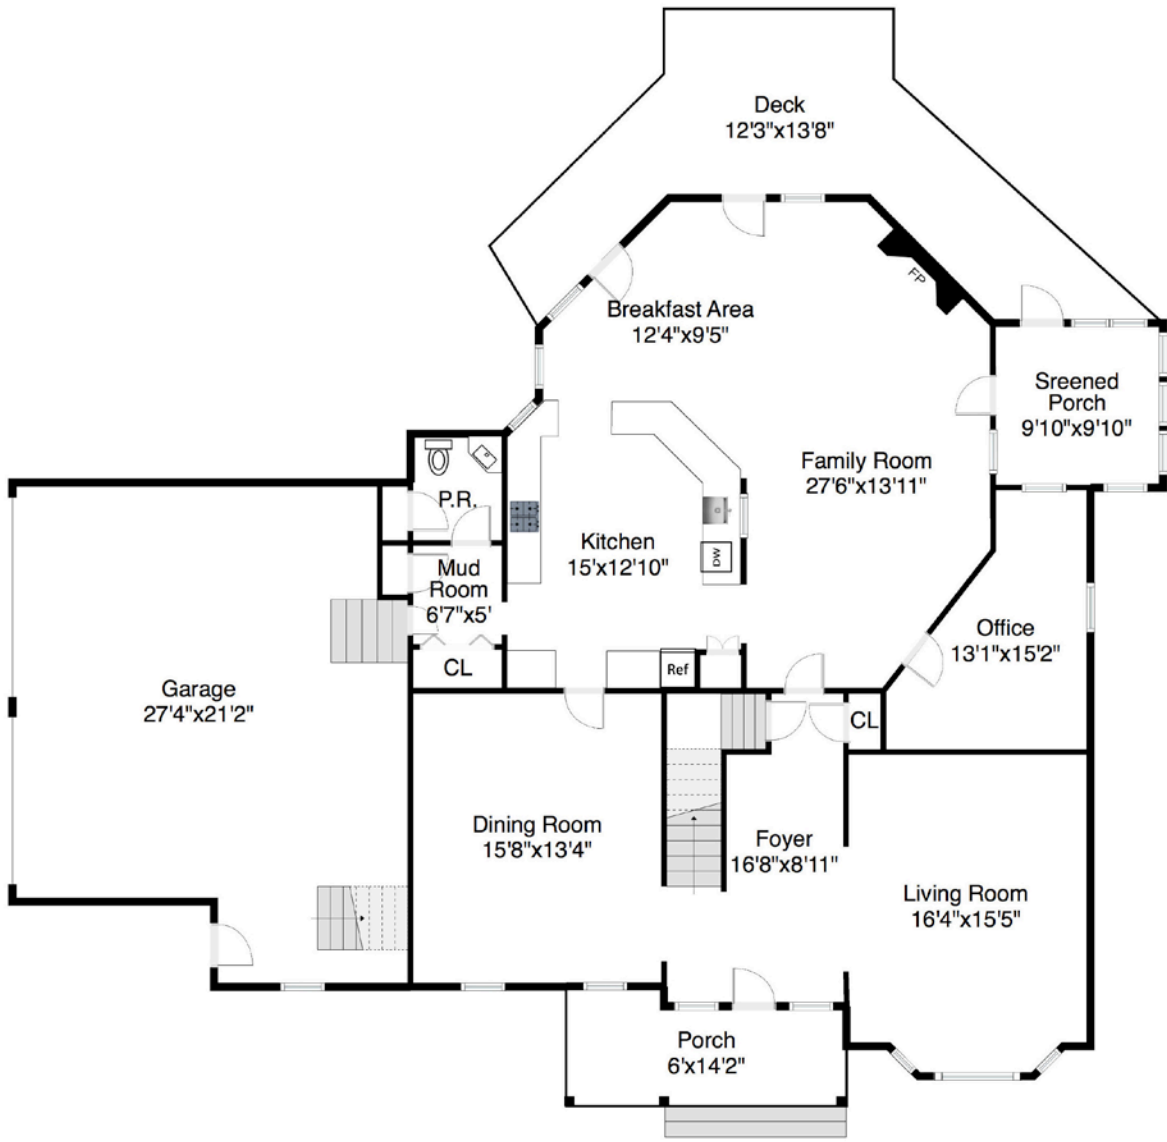 Deck
12'3"x13'8"
Breakfast Area
12'4"x9'5"
FP
Sreened
Porch
9'10"x9'10"
Family Room
27'6"x13'11"
P.R.
Kitchen
15'x12'10"
DW
Mud
Room
6'7"x5'
CL
Ref
Office
13'1"x15'2"
Garage
27'4"x21'2"
CL
Dining Room
15'8"x13'4"
Foyer
16'8"x8'11"
Living Room
16'4"x15'5"
Porch
6'x14'2"